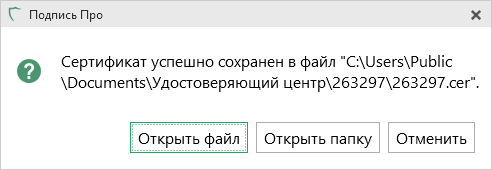 Подпись Про
Сертификат успешно сохранен в файл "C:\Users\Public
\Documents\Удостоверяющий центр\263297\263297.cer".
Открыть файл
Открыть папку
Отменить